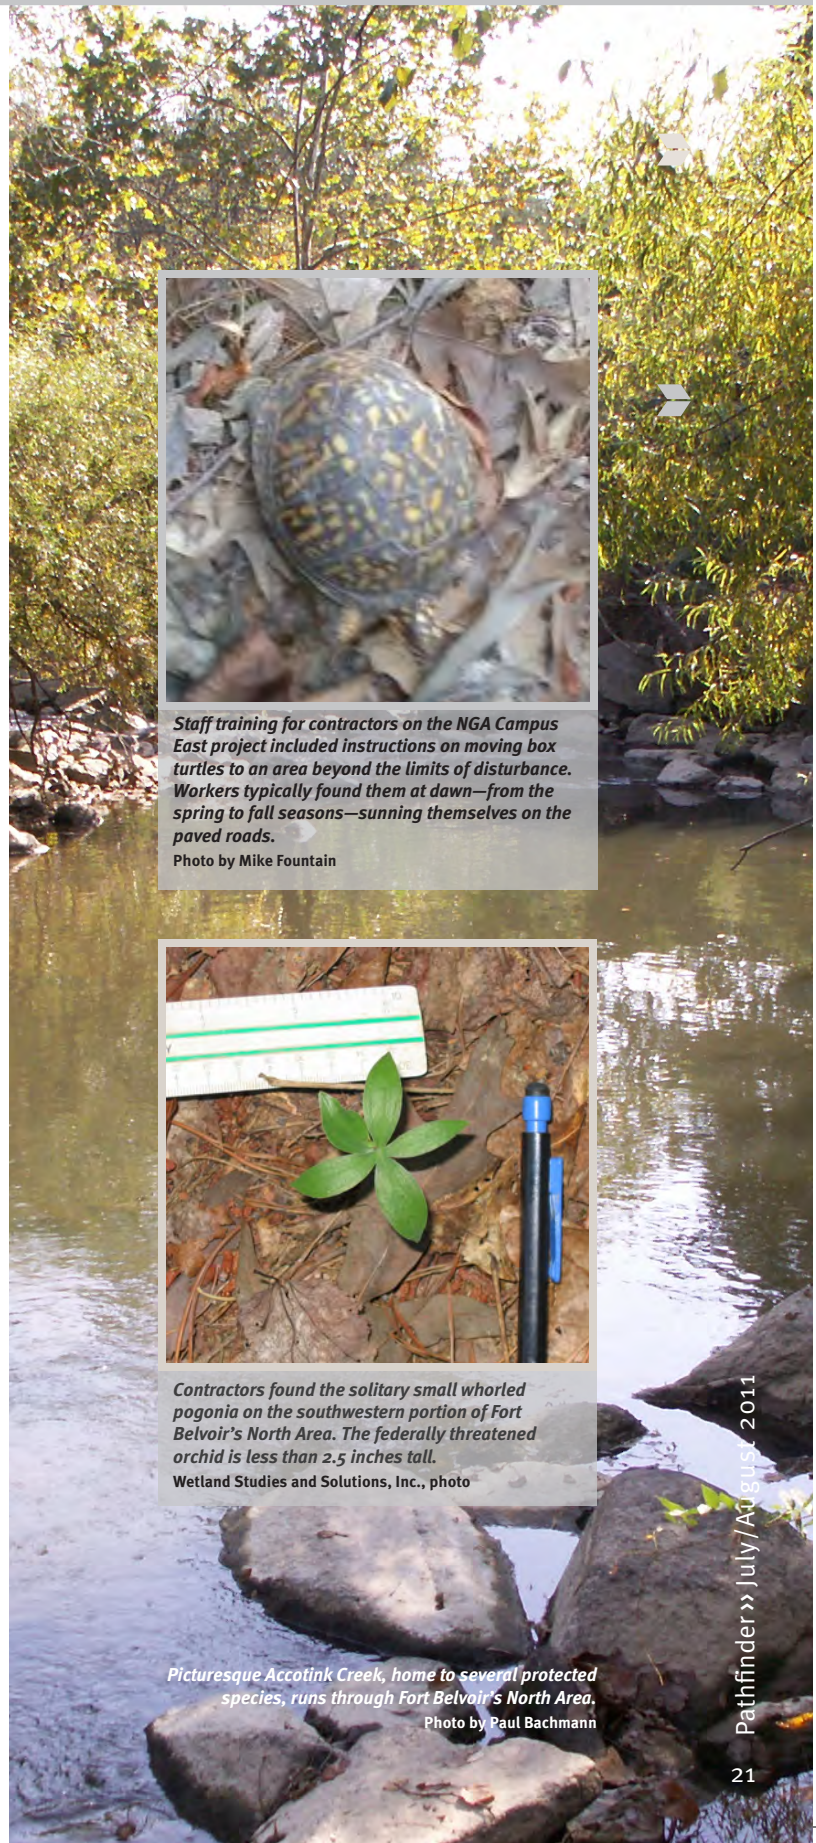 Staff training for contractors on the NGA Campus
East project included instructions on moving box
turtles to an area beyond the limits of disturbance.
Workers typically found them at dawn—from the
spring to fall seasons—sunning themselves on the
paved roads.
Photo by Mike Fountain
Contractors found the solitary small whorled
pogonia on the southwestern portion of Fort
Belvoir's North Area. The federally threatened
orchid is less than 2.5 inches tall.
Wetland Studies and Solutions, Inc., photo
Picturesque Accotink Creek, home to several protected
species, runs through Fort Belvoir's North Area.
Photo by Paul Bachmann
Pathfinder ›› July/August 2011
21